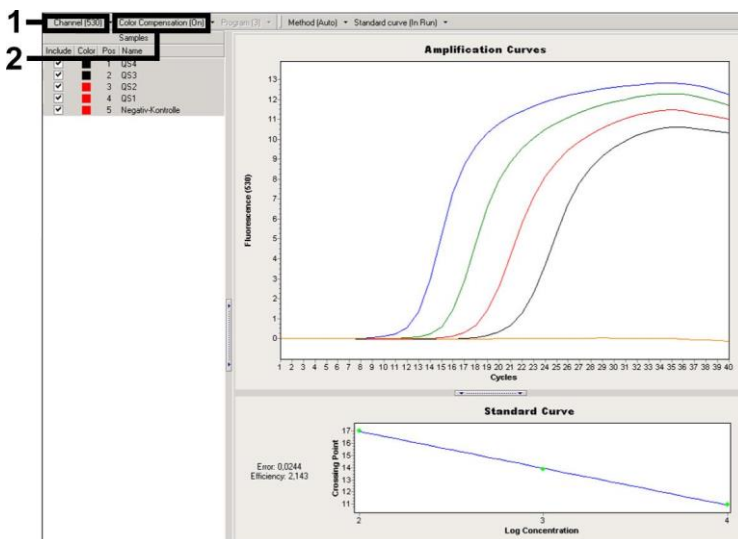 1
Channel (530)
Color Compensation (On)
Program (3)
Method (Auto)
Standard curve (In Run)
2
Samples
Include Color Pos Name
1 QS4
2 QS3
3 QS2
4 QS1
5 Negativ-Kontrolle
Amplification Curves
Fluorescence (530)
13
12
11
10
9
8
7
6
5
4
3
2
1
0
1 2 3 4 5 6 7 8 9 10 11 12 13 14 15 16 17 18 19 20 21 22 23 24 25 26 27 28 29 30 31 32 33 34 35 36 37 38 39 40
Cycles
Standard Curve
Error: 0,0244
Efficiency: 2,143
Crossing Point
17
16
15
14
13
12
11
2 3 4
Log Concentration